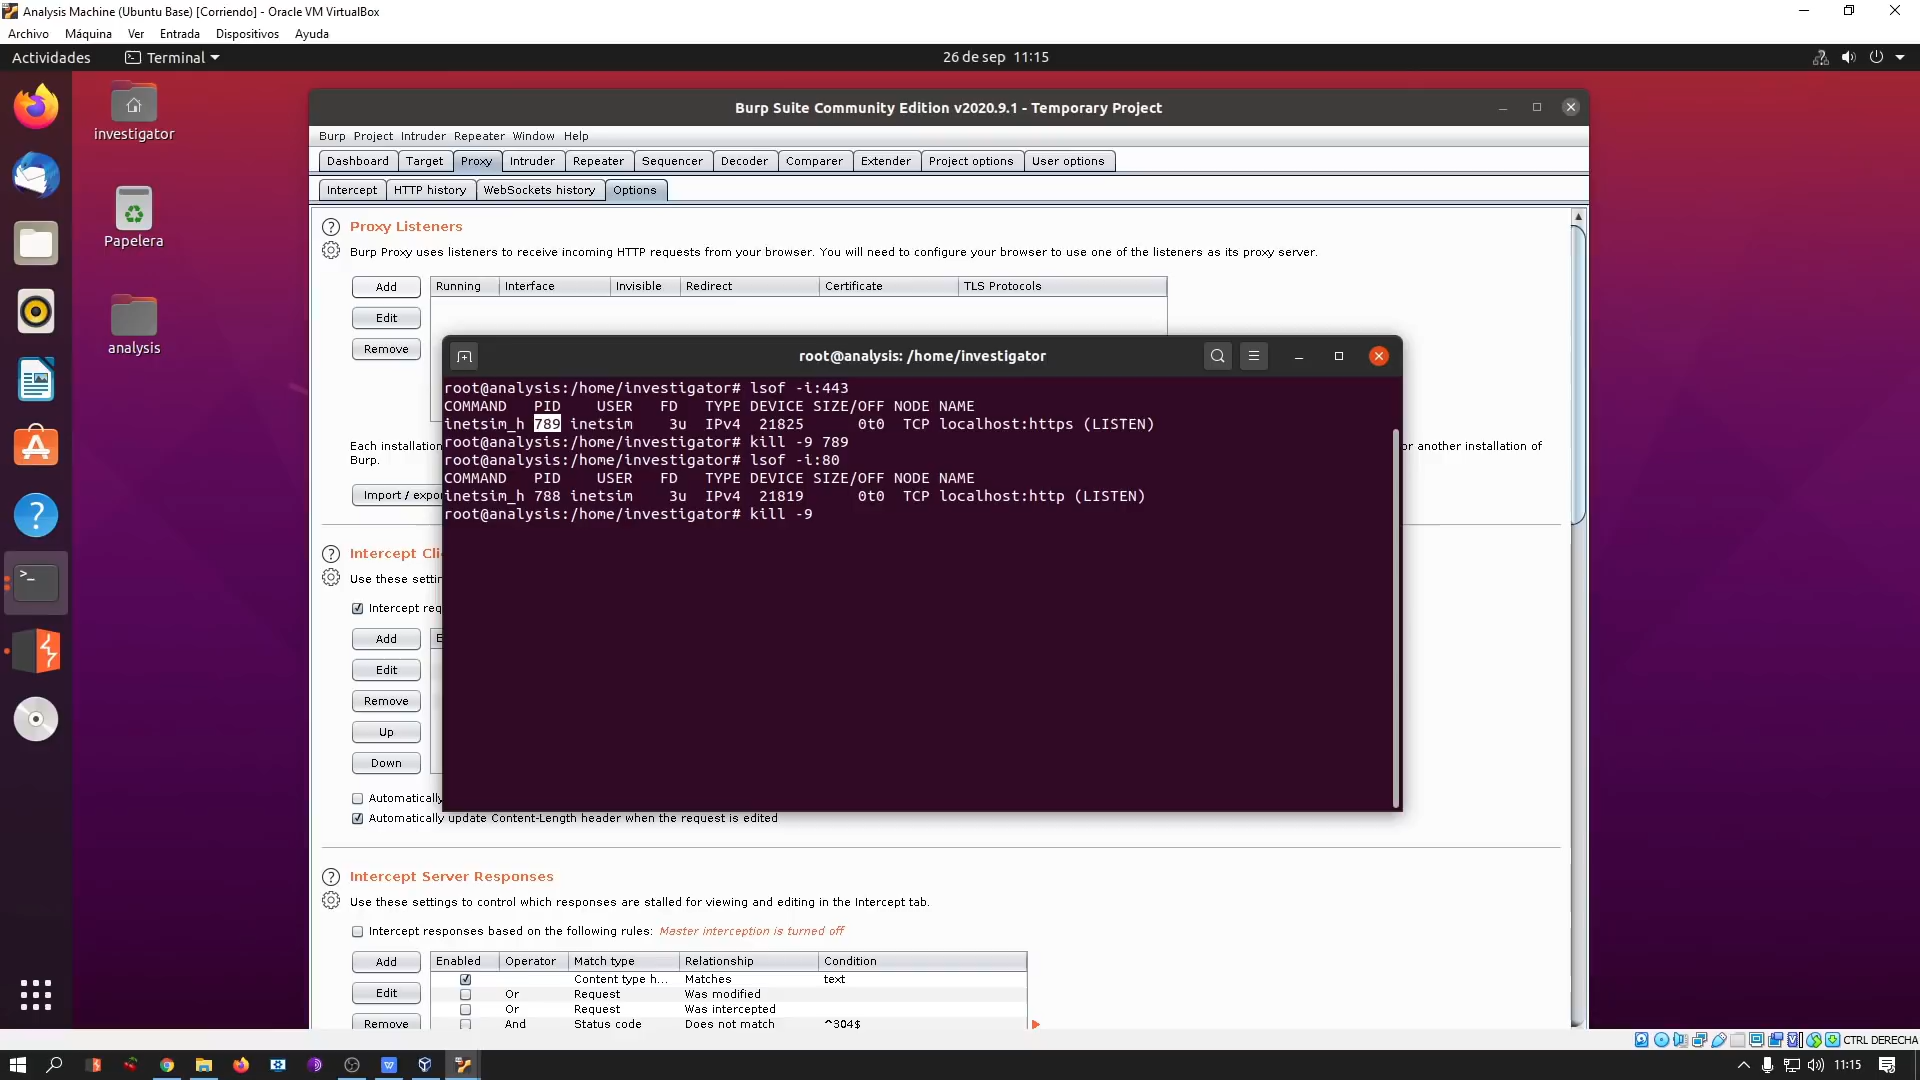 Analysis Machine (Ubuntu Base) [Corriendo] - Oracle VM VirtualBox
Archivo Máquina Ver Entrada Dispositivos Ayuda
Actividades Terminal 26 de sep 11:15
investigator
Papelera
analysis
Burp Suite Community Edition v2020.9.1 - Temporary Project
Burp Project Intruder Repeater Window Help
Dashboard Target Proxy Intruder Repeater Sequencer Decoder Comparer Extender Project options User options
Intercept HTTP history WebSockets history Options
Proxy Listeners
Burp Proxy uses listeners to receive incoming HTTP requests from your browser. You will need to configure your browser to use one of the listeners as its proxy server.
Add Running Interface Invisible Redirect Certificate TLS Protocols
Edit
Remove
root@analysis: /home/investigator
root@analysis:/home/investigator# lsof -i:443
COMMAND PID USER FD TYPE DEVICE SIZE/OFF NODE NAME
inetsim_h 789 inetsim 3u IPv4 21825 0t0 TCP localhost:https (LISTEN)
root@analysis:/home/investigator# kill -9 789
root@analysis:/home/investigator# lsof -i:80
COMMAND PID USER FD TYPE DEVICE SIZE/OFF NODE NAME
inetsim_h 788 inetsim 3u IPv4 21819 0t0 TCP localhost:http (LISTEN)
root@analysis:/home/investigator# kill -9
Each installation or another installation of
Burp.
Import / expor
Intercept Cli
Use these settin
Intercept req
Add E
Edit
Remove
Up
Down
Automatically
Automatically update Content-Length header when the request is edited
Intercept Server Responses
Use these settings to control which responses are stalled for viewing and editing in the Intercept tab.
Intercept responses based on the following rules: Master interception is turned off
Add Enabled Operator Match type Relationship Condition
Content type h... Matches text
Edit Or Request Was modified
Or Request Was intercepted
Remove And Status code Does not match ^304$
CTRL DERECHA
11:15